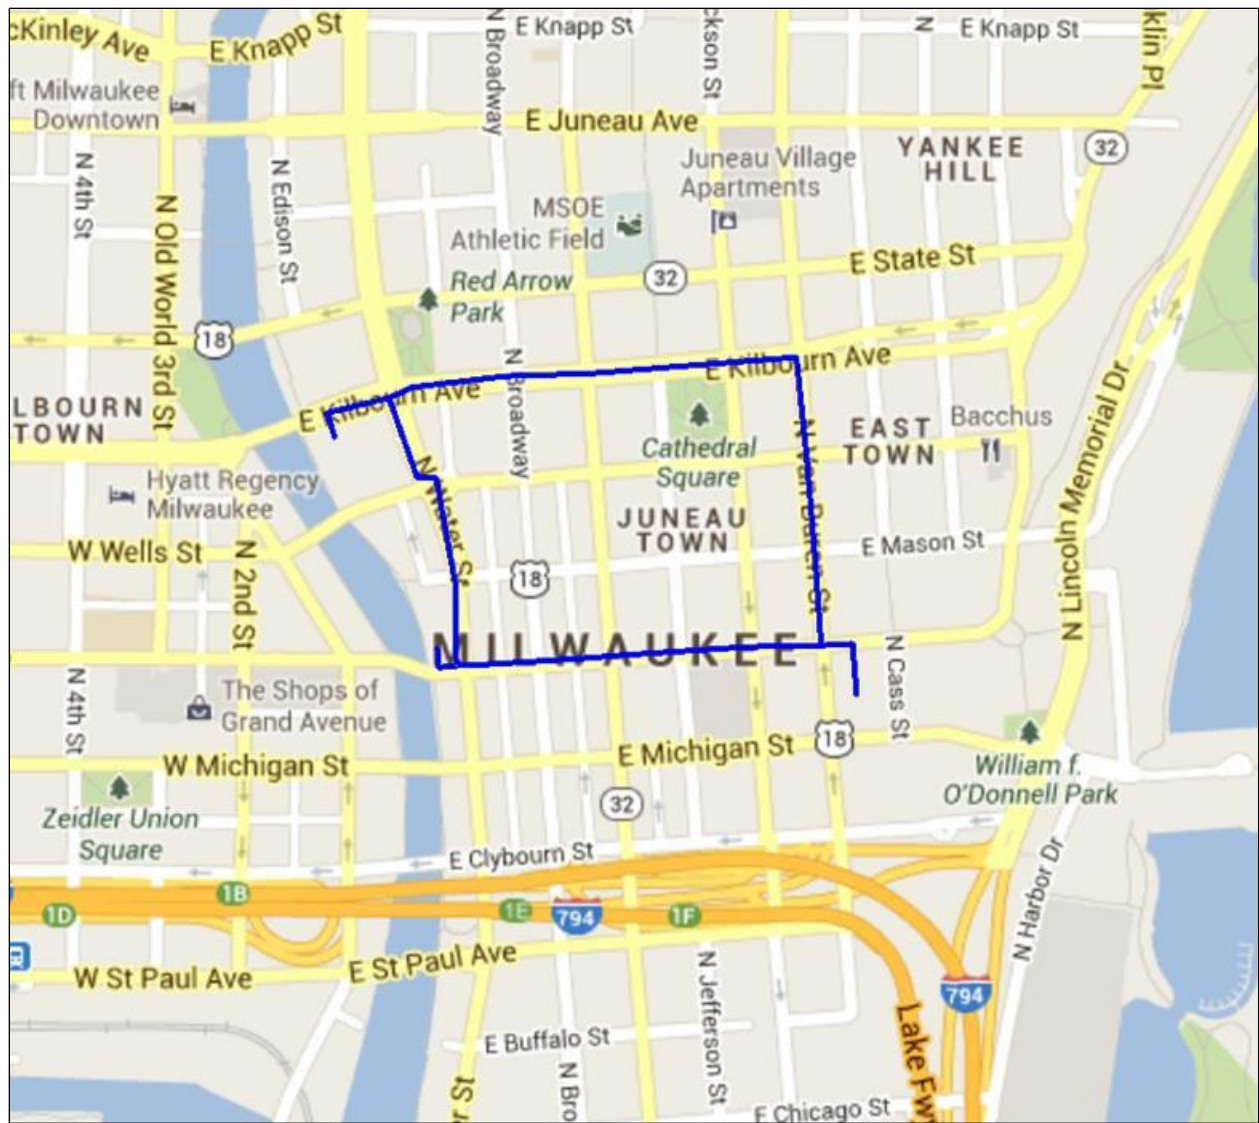 cKinley Ave
E Knapp St
N Broadway
E Knapp St
ckson St
N
E Knapp St
klin Pl
ft Milwaukee
Downtown
E Juneau Ave
32
YANKEE
HILL
Juneau Village
Apartments
N 4th St
N Old World 3rd St
N Edison St
MSOE
Athletic Field
32
E State St
Red Arrow
Park
18
N Broadway
E Kilbourn Ave
E Kilbourn Ave
LBOURN
TOWN
Cathedral
Square
N Van Buren St
EAST
TOWN
Bacchus
N Lincoln Memorial Dr
Hyatt Regency
Milwaukee
N Water St
JUNEAU
TOWN
W Wells St
N 2nd St
18
E Mason St
MILWAUKEE
N Cass St
N 4th St
The Shops of
Grand Avenue
W Michigan St
E Michigan St
18
William f.
O'Donnell Park
Zeidler Union
Square
32
E Clybourn St
N Harbor Dr
1B
1D
1E
794
1F
W St Paul Ave
E St Paul Ave
N Jefferson St
794
Lake Fwy
E Buffalo St
N Bro
r St
E Chicago St